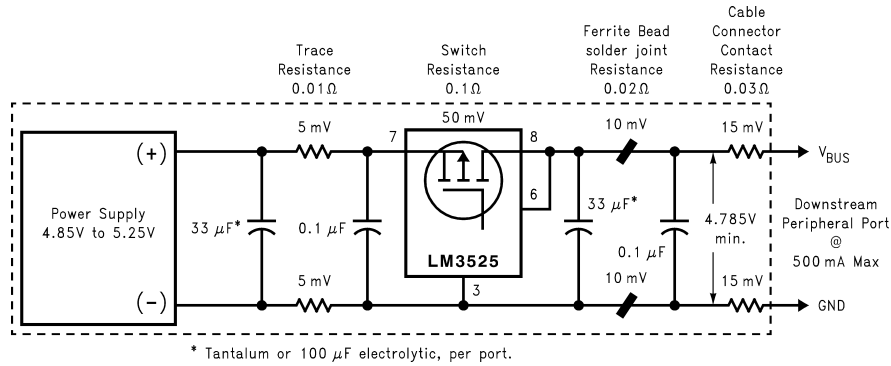 Trace
Resistance
0.01Ω
Switch
Resistance
0.1Ω
Ferrite Bead
solder joint
Resistance
0.02Ω
Cable
Connector
Contact
Resistance
0.03Ω
Power Supply
4.85V to 5.25V
(+)
(−)
33 μF*
5 mV
5 mV
0.1 μF
7
50 mV
8
6
LM3525
3
33 μF*
10 mV
10 mV
0.1 μF
4.785V
min.
15 mV
15 mV
VBUS
Downstream
Peripheral Port
@
500 mA Max
GND
* Tantalum or 100 μF electrolytic, per port.